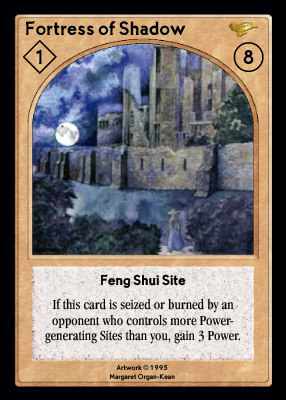 Fortress of Shadow
1
8
Feng Shui Site
If this card is seized or burned by an
opponent who controls more Power-
generating Sites than you, gain 3 Power.
Artwork © 1995
Margaret Organ-Kean